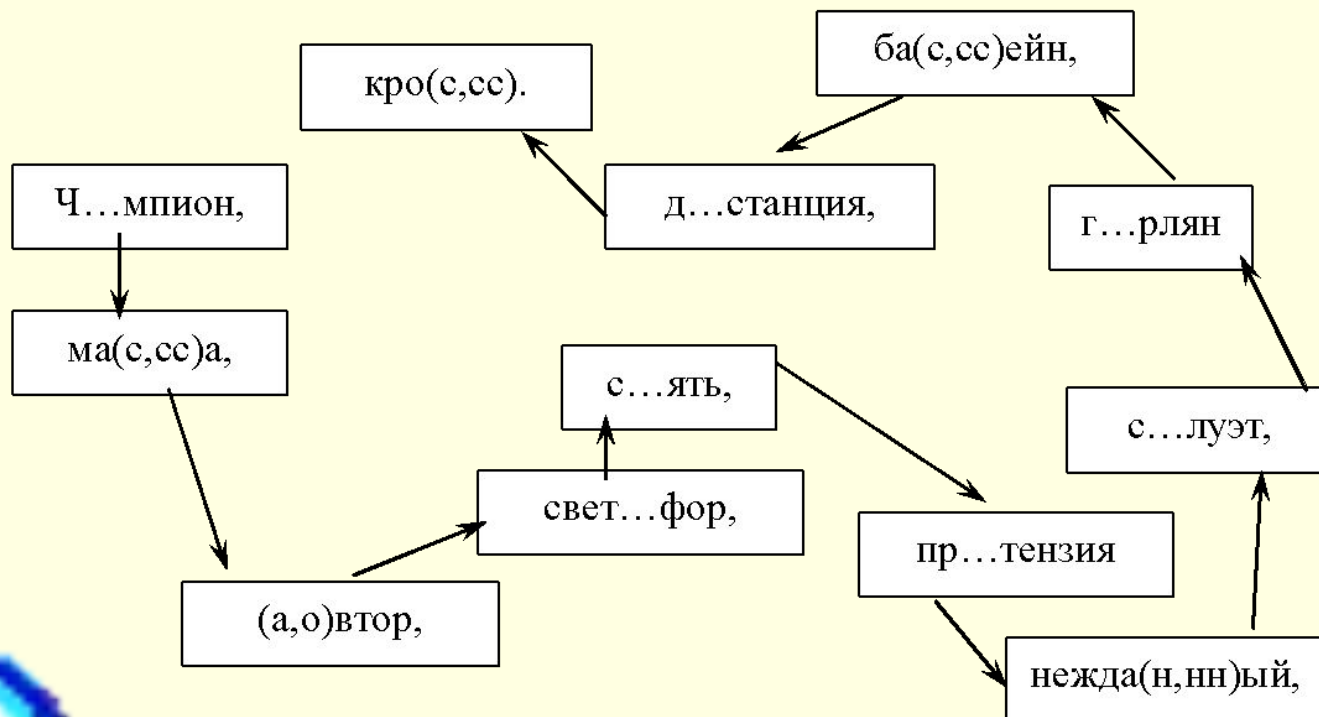 Ч…мпион,
ма(с,сс)а,
(а,о)втор,
свет…фор,
с…ять,
пр…тензия
нежда(н,нн)ый,
с…луэт,
г…рлян
ба(с,сс)ейн,
д…станция,
кро(с,сс).